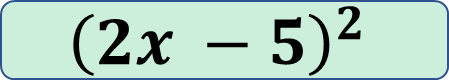 (2x − 5)²